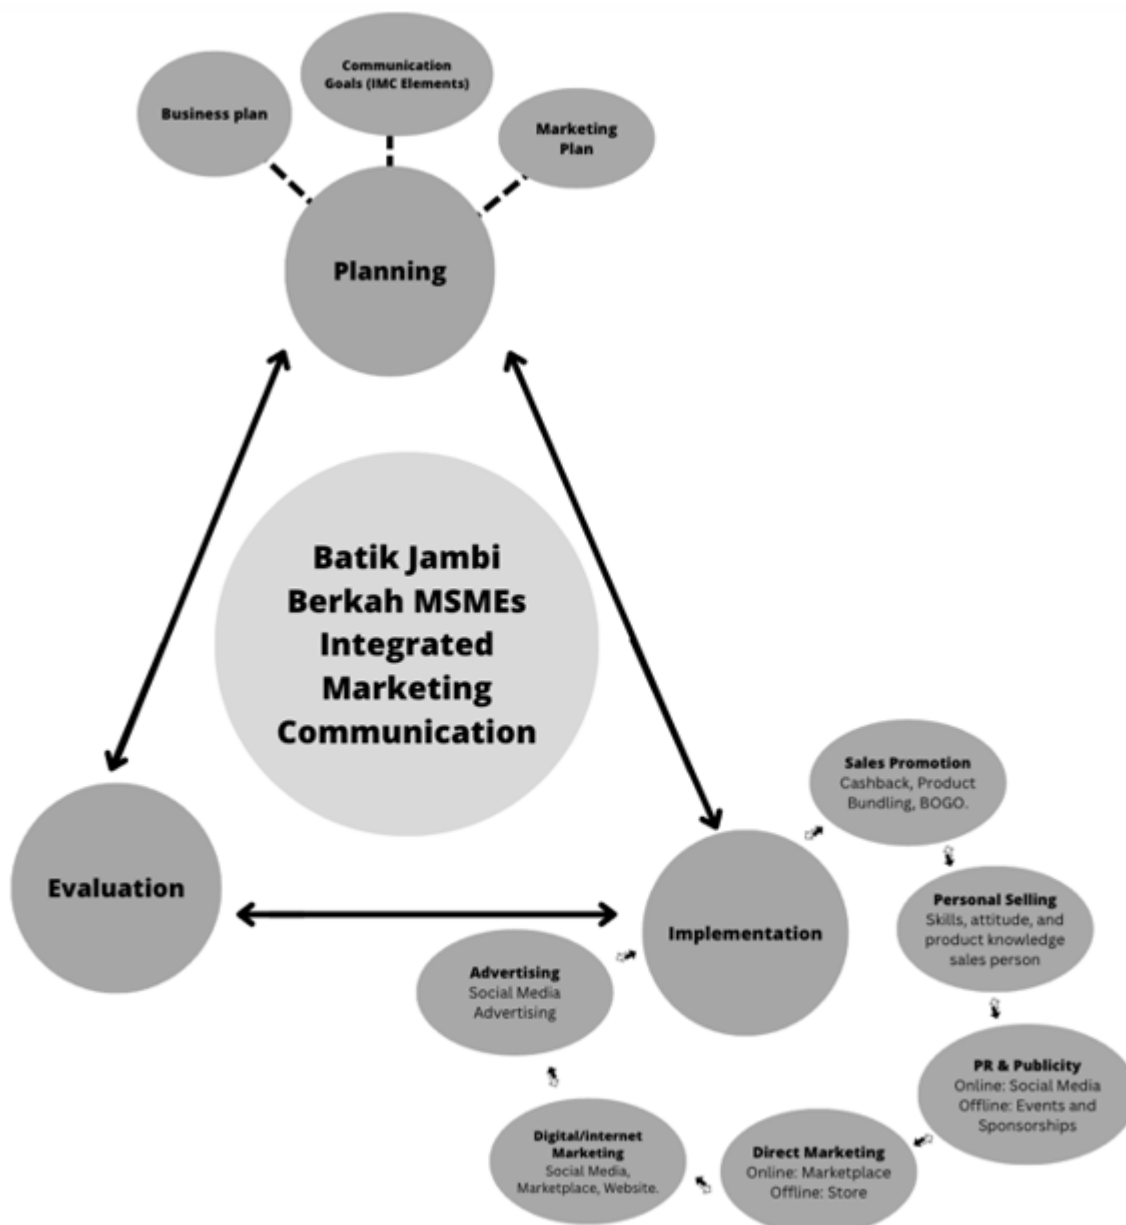 Communication
Goals (IMC Elements)
Business plan
Marketing
Plan
Planning
Batik Jambi
Berkah MSMEs
Integrated
Marketing
Communication
Sales Promotion
Cashback, Product
Bundling, BOGO.
Evaluation
Implementation
Personal Selling
Skills, attitude, and
product knowledge
sales person
Advertising
Social Media
Advertising
PR & Publicity
Online: Social Media
Offline: Events and
Sponsorships
Digital/internet
Marketing
Social Media,
Marketplace, Website.
Direct Marketing
Online: Marketplace
Offline: Store